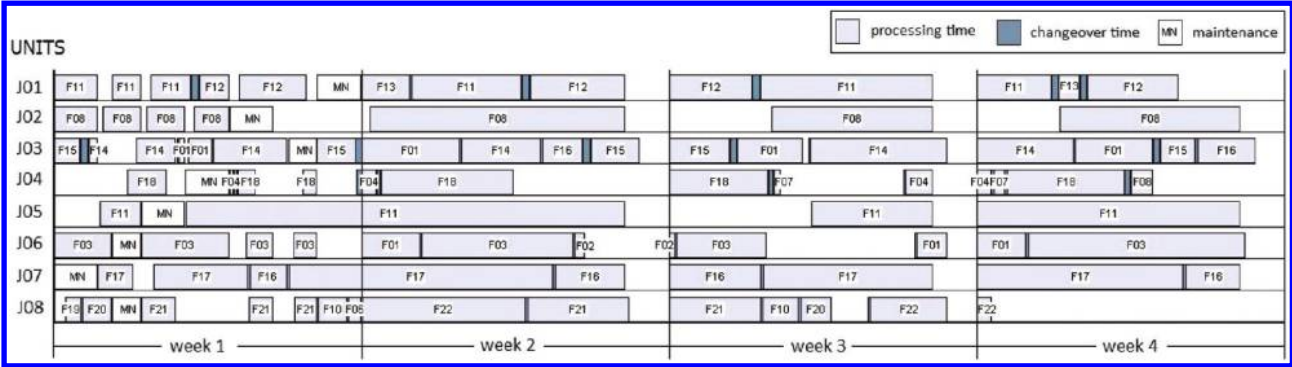 processing time changeover time MN maintenance
UNITS
J01 F11 F11 F11 F12 F12 MN F13 F11 F12 F12 F11 F11 F13 F12
J02 F08 F08 F08 F08 MN F08 F08 F08
J03 F15 F14 F14 F01 F01 F14 MN F15 F01 F14 F16 F15 F15 F01 F14 F14 F01 F15 F16
J04 F18 MN F04 F18 F18 F04 F18 F18 F07 F04 F04 F07 F18 F08
J05 F11 MN F11 F11 F11
J06 F03 MN F03 F03 F03 F01 F03 F02 F02 F03 F01 F01 F03
J07 MN F17 F17 F16 F17 F16 F16 F17 F17 F16
J08 F19 F20 MN F21 F21 F21 F10 F22 F21 F21 F10 F20 F22 F22
week 1 week 2 week 3 week 4